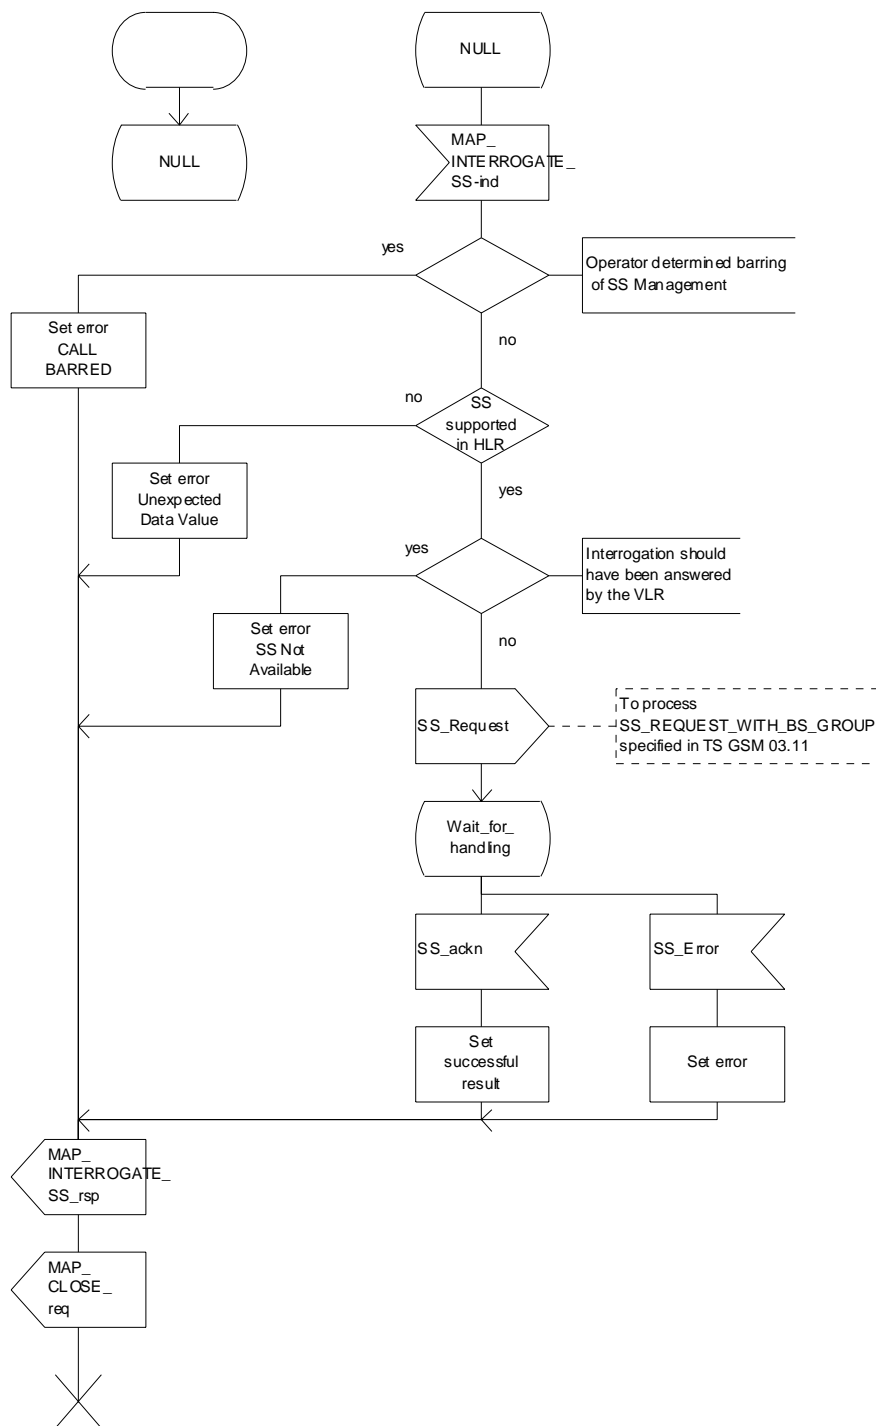 NULL
NULL
MAP_
INTERROGATE_
SS-ind
yes
Operator determined barring
of SS Management
Set error
CALL
BARRED
no
no
SS
supported
in HLR
Set error
Unexpected
Data Value
yes
yes
Interrogation should
have been answered
by the VLR
Set error
SS Not
Available
no
SS_Request
To process
SS_REQUEST_WITH_BS_GROUP
specified in TS GSM 03.11
Wait_for_
handling
SS_ackn
SS_Error
Set
successful
result
Set error
MAP_
INTERROGATE_
SS_rsp
MAP_
CLOSE_
req